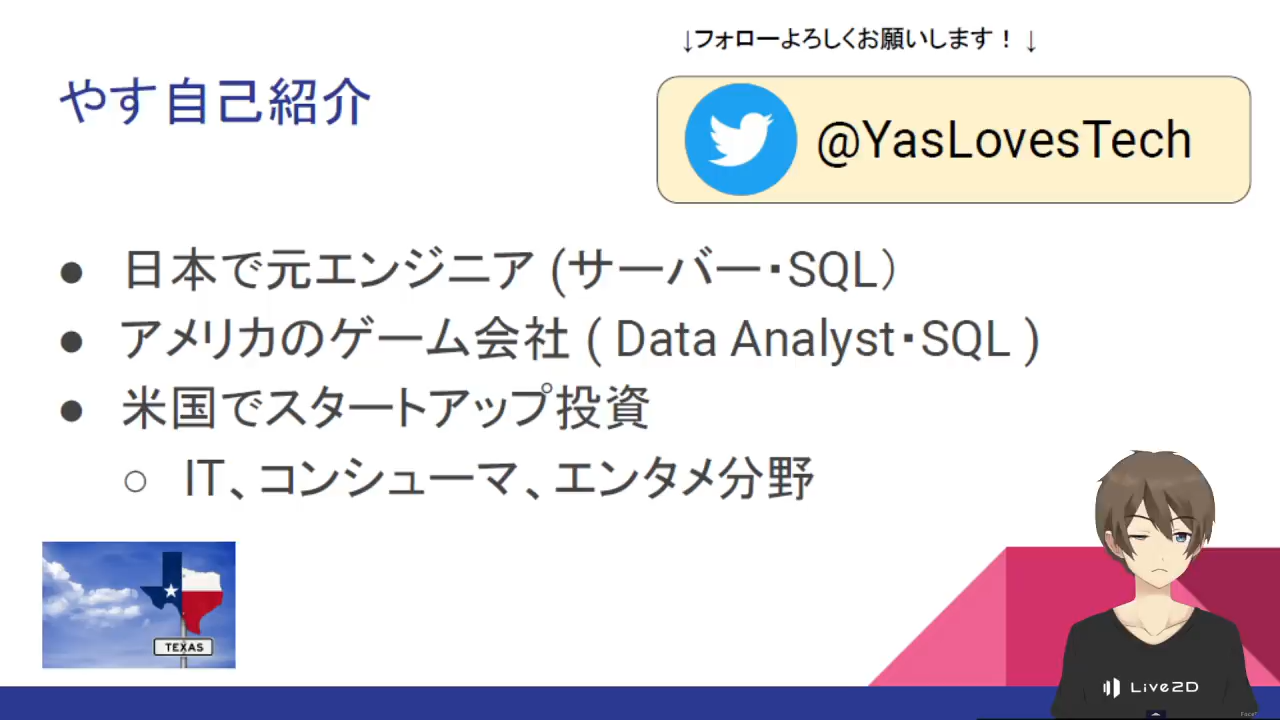 ↓フォローよろしくお願いします！ ↓
やす自己紹介
@YasLovesTech
● 日本で元エンジニア (サーバー・SQL）
● アメリカのゲーム会社 ( Data Analyst・SQL )
● 米国でスタートアップ投資
○ IT、コンシューマ、エンタメ分野
TEXAS
Live2D